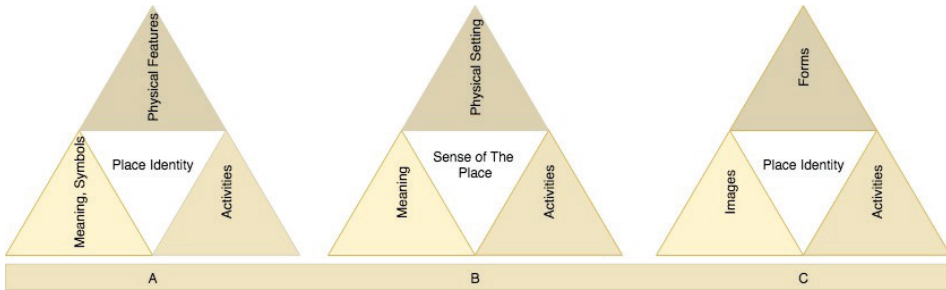 Physical Features
Meaning, Symbols
Place Identity
Activities
A
Physical Setting
Meaning
Sense of The
Place
Activities
B
Forms
Images
Place Identity
Activities
C